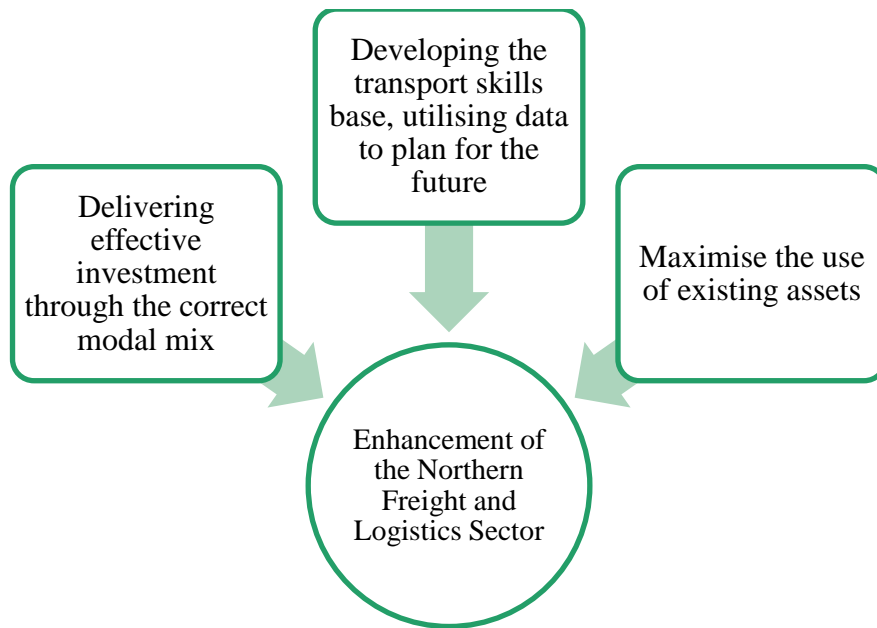 Developing the
transport skills
base, utilising data
to plan for the
future
Delivering
effective
investment
through the correct
modal mix
Maximise the use
of existing assets
Enhancement of
the Northern
Freight and
Logistics Sector